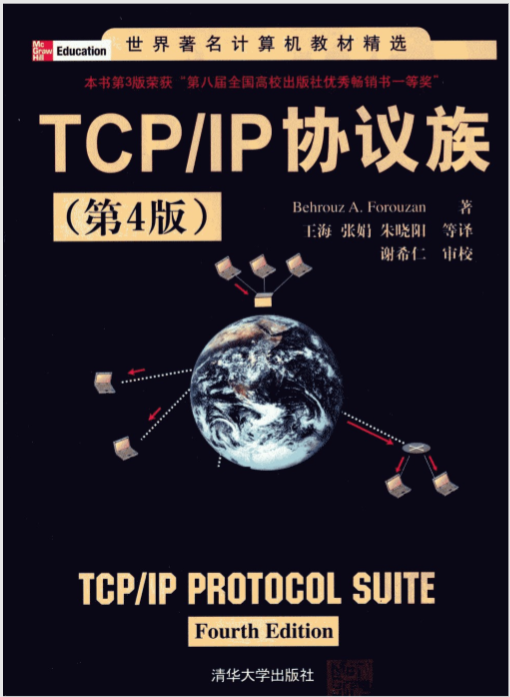 Mc
Graw
Hill
Education
世界著名计算机教材精选
本书第3版荣获“第八届全国高校出版社优秀畅销书一等奖”
TCP/IP 协议族
（第4版）
Behrouz A. Forouzan 著
王海 张娟 朱晓阳 等译
谢希仁 审校
TCP/IP PROTOCOL SUITE
Fourth Edition
清华大学出版社